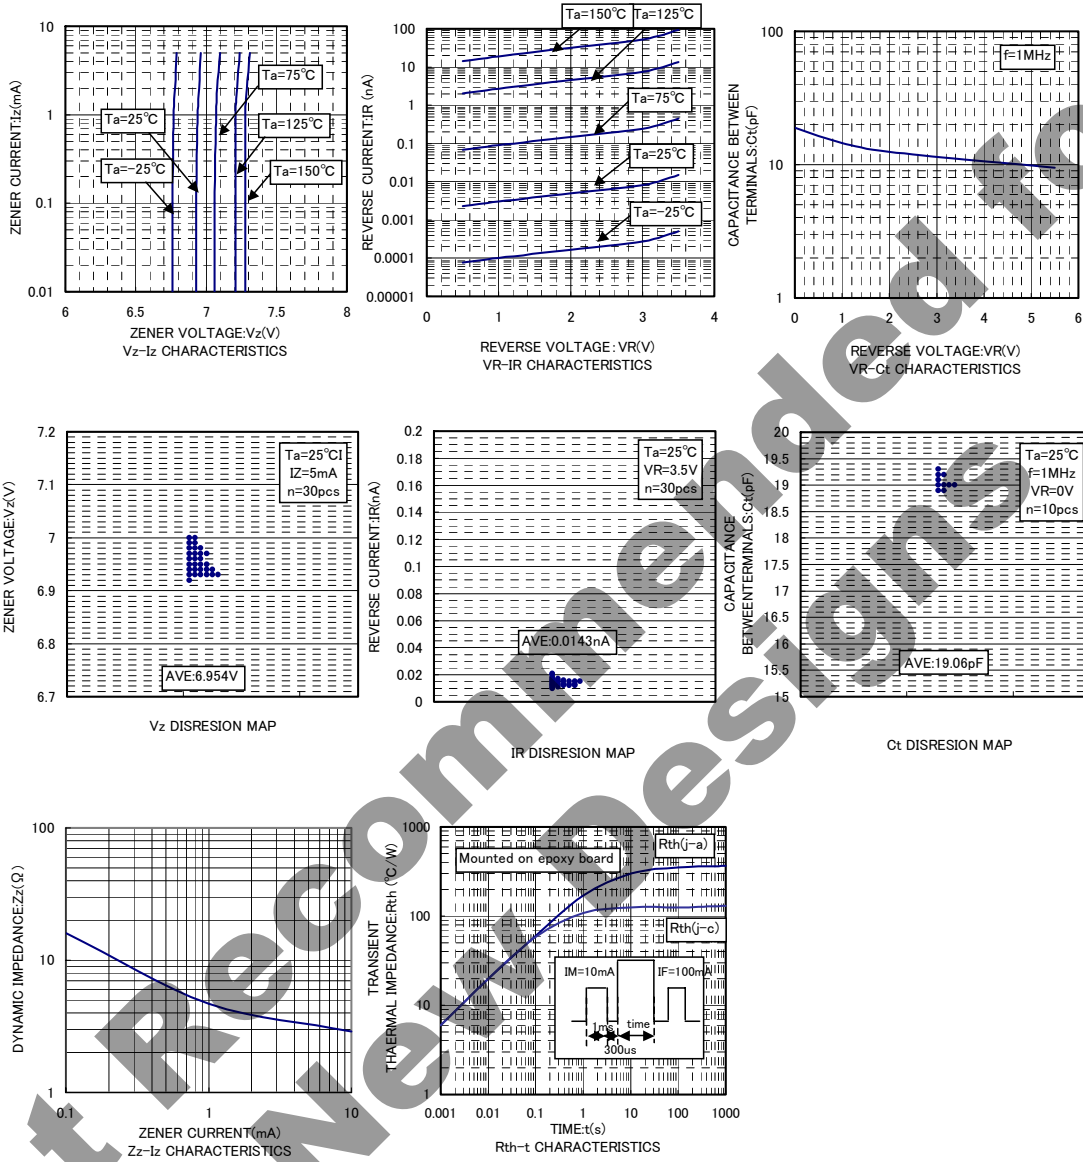 10
1
0.1
0.01
ZENER CURRENT:Iz(mA)
Ta=75℃
Ta=25℃
Ta=125℃
Ta=-25℃
Ta=150℃
6 6.5 7 7.5 8
ZENER VOLTAGE:Vz(V)
Vz-Iz CHARACTERISTICS
Ta=150℃ Ta=125℃
100
10
1
0.1
0.01
0.001
0.0001
0.00001
REVERSE CURRENT:IR (nA)
Ta=75℃
Ta=25℃
Ta=-25℃
0 1 2 3 4
REVERSE VOLTAGE:VR(V)
VR-IR CHARACTERISTICS
100
10
1
CAPACITANCE BETWEEN
TERMINALS:Ct(pF)
f=1MHz
0 1 2 3 4 5 6
REVERSE VOLTAGE:VR(V)
VR-Ct CHARACTERISTICS
7.2
7.1
7
6.9
6.8
6.7
ZENER VOLTAGE:Vz(V)
Ta=25℃I
IZ=5mA
n=30pcs
AVE:6.954V
Vz DISRESION MAP
0.2
0.18
0.16
0.14
0.12
0.1
0.08
0.06
0.04
0.02
0
REVERSE CURRENT:IR(nA)
Ta=25℃
VR=3.5V
n=30pcs
AVE:0.0143nA
IR DISRESION MAP
20
19.5
19
18.5
18
17.5
17
16.5
16
15.5
15
CAPACITANCE
BETWEENTERMINALS:Ct(pF)
Ta=25℃
f=1MHz
VR=0V
n=10pcs
AVE:19.06pF
Ct DISRESION MAP
100
10
1
DYNAMIC IMPEDANCE:Zz(Ω)
0.1 1 10
ZENER CURRENT(mA)
Zz-Iz CHARACTERISTICS
1000
100
10
1
TRANSIENT
THAERMAL IMPEDANCE:Rth (℃/W)
Mounted on epoxy board
Rth(j-a)
Rth(j-c)
IM=10mA IF=100mA
1ms time
300us
0.001 0.01 0.1 1 10 100 1000
TIME:t(s)
Rth-t CHARACTERISTICS
t Recommended fo
New Designs